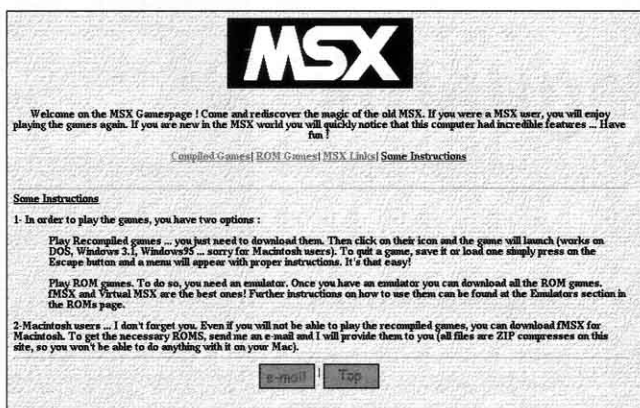 MSX
Welcome on the MSX Gamespage ! Come and rediscover the magic of the old MSX. If you were a MSX user, you will enjoy
playing the games again. If you are new in the MSX world you will quickly notice that this computer had incredible features ... Have
fun !
Compiled Games| ROM Games| MSX Links| Some Instructions
Some Instructions
1- In order to play the games, you have two options :
Play Recompiled games ... you just need to download them. Then click on their icon and the game will launch (works on
DOS, Windows 3.1, Windows95 ... sorry for Macintosh users). To quit a game, save it or load one simply press on the
Escape button and a menu will appear with proper instructions. It's that easy!
Play ROM games. To do so, you need an emulator. Once you have an emulator you can download all the ROM games.
fMSX and Virtual MSX are the best ones! Further instructions on how to use them can be found at the Emulators section in
the ROMs page.
2-Macintosh users ... I don't forget you. Even if you will not be able to play the recompiled games, you can download fMSX for
Macintosh. To get the necessary ROMS, send me an e-mail and I will provide them to you (all files are ZIP compresses on this
site, so you won't be able to do anything with it on your Mac).
e-mail | Top